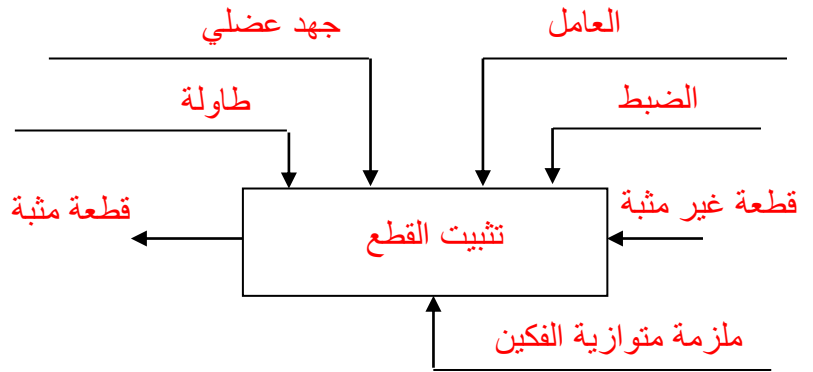 العامل
جهد عضلي
الضبط
طاولة
قطعة غير مثبة
قطعة مثبة
تثبيت القطع
ملزمة متوازية الفكين